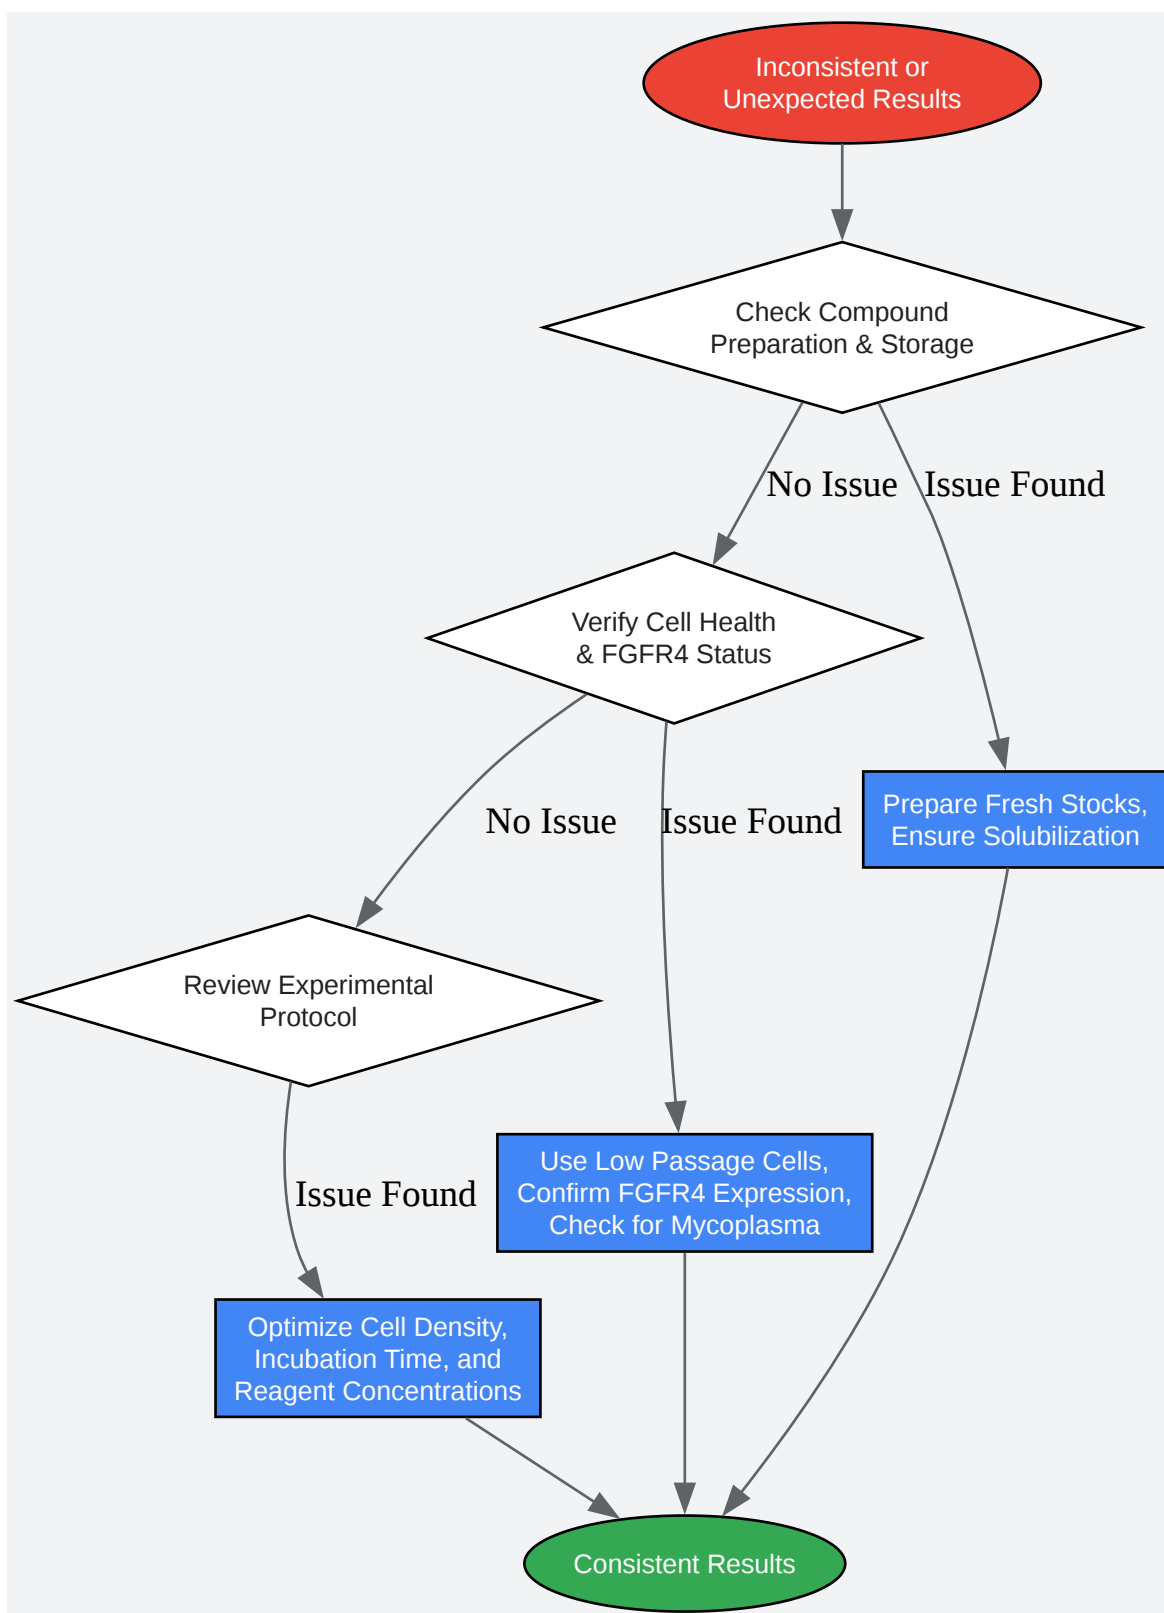 Inconsistent or
Unexpected Results
Check Compound
Preparation & Storage
No Issue
Issue Found
Verify Cell Health
& FGFR4 Status
Prepare Fresh Stocks,
Ensure Solubilization
No Issue
Issue Found
Review Experimental
Protocol
Use Low Passage Cells,
Confirm FGFR4 Expression,
Check for Mycoplasma
Issue Found
Optimize Cell Density,
Incubation Time, and
Reagent Concentrations
Consistent Results